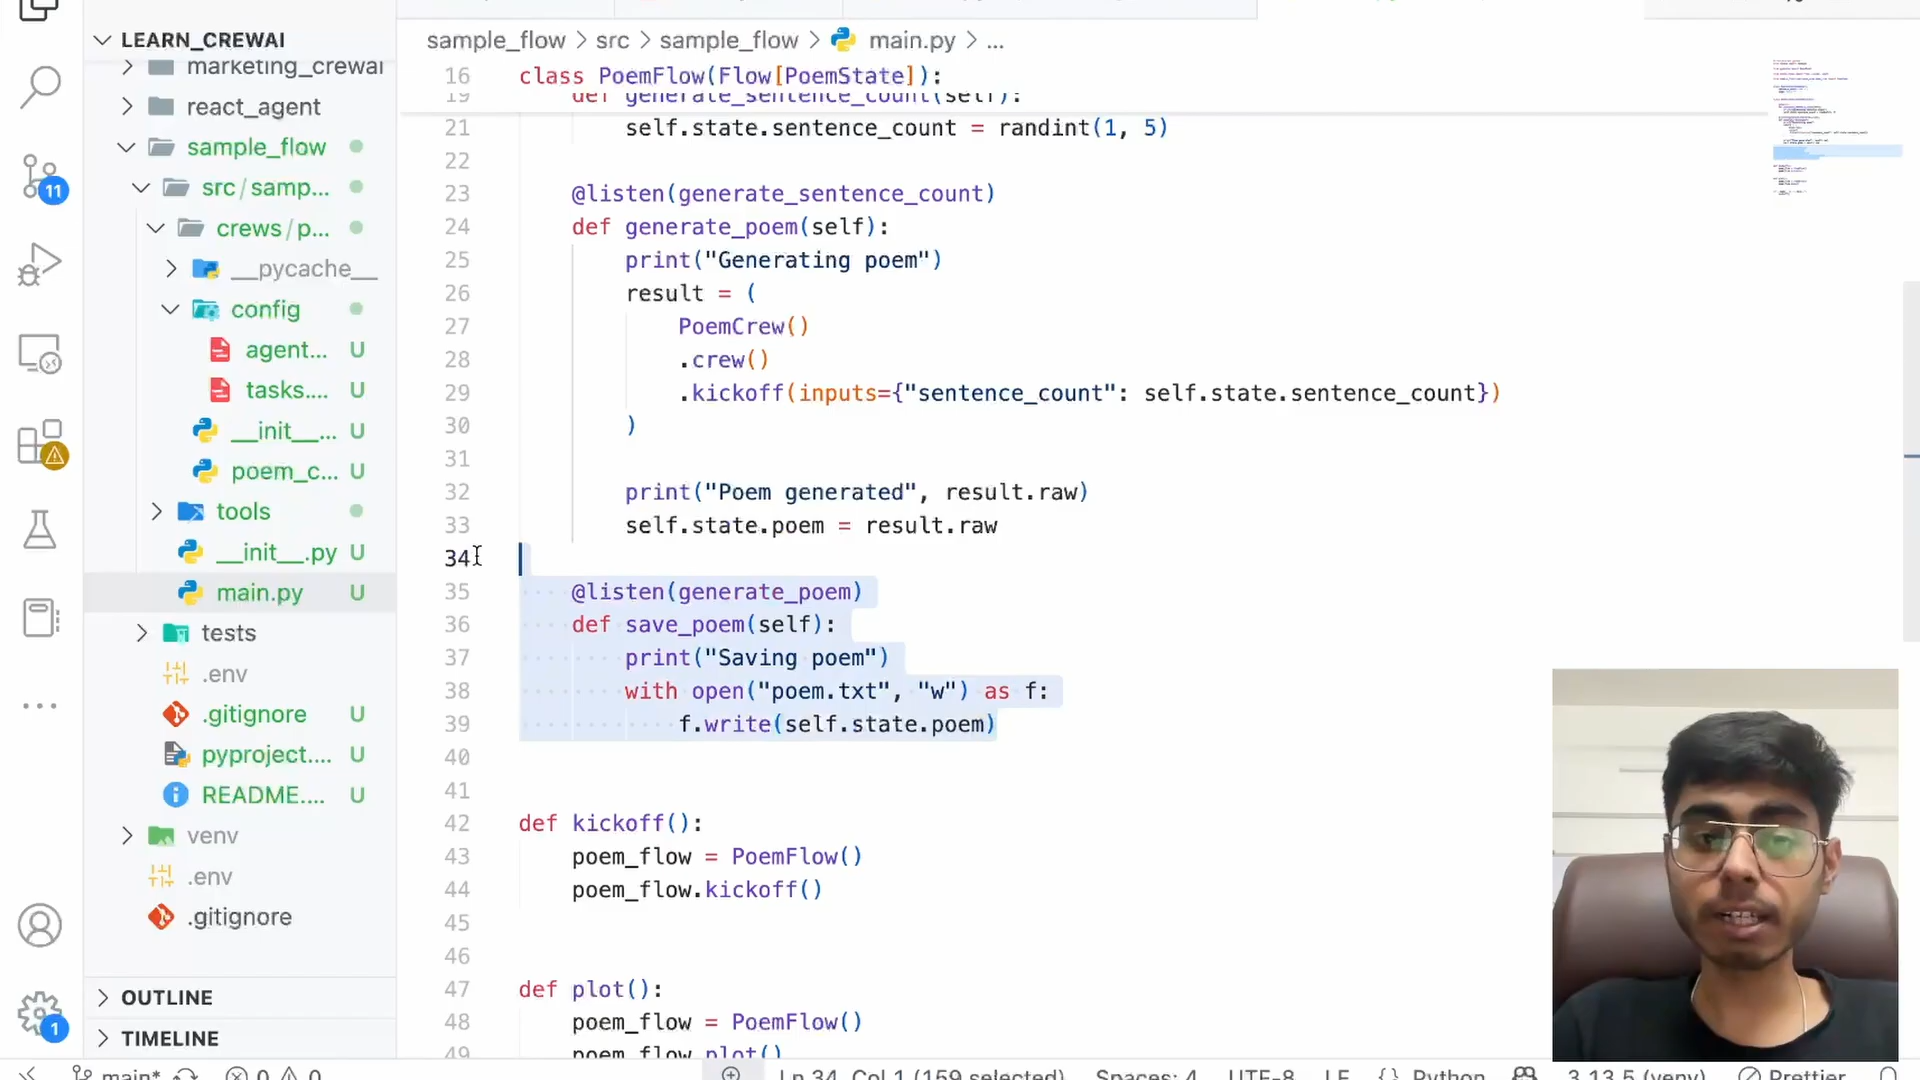 LEARN_CREWAI
marketing_crewai
react_agent
sample_flow
src/samp...
crews/p...
__pycache__
config
agent... U
tasks.... U
__init__... U
poem_c... U
tools
__init__.py U
main.py U
tests
.env
.gitignore U
pyproject.... U
README.... U
venv
.env
.gitignore
OUTLINE
TIMELINE
11
1
sample_flow > src > sample_flow > main.py > ...
16 class PoemFlow(Flow[PoemState]):
19 def generate_sentence_count(self):
21 self.state.sentence_count = randint(1, 5)
22
23 @listen(generate_sentence_count)
24 def generate_poem(self):
25 print("Generating poem")
26 result = (
27 PoemCrew()
28 .crew()
29 .kickoff(inputs={"sentence_count": self.state.sentence_count})
30 )
31
32 print("Poem generated", result.raw)
33 self.state.poem = result.raw
34
35 @listen(generate_poem)
36 def save_poem(self):
37 print("Saving poem")
38 with open("poem.txt", "w") as f:
39 f.write(self.state.poem)
40
41
42 def kickoff():
43 poem_flow = PoemFlow()
44 poem_flow.kickoff()
45
46
47 def plot():
48 poem_flow = PoemFlow()
49 poem_flow.plot()
main* 0 0 Ln 34, Col 1 (159 selected) Spaces: 4 UTF-8 LF {} Python 3.13.5 (venv) Prettier